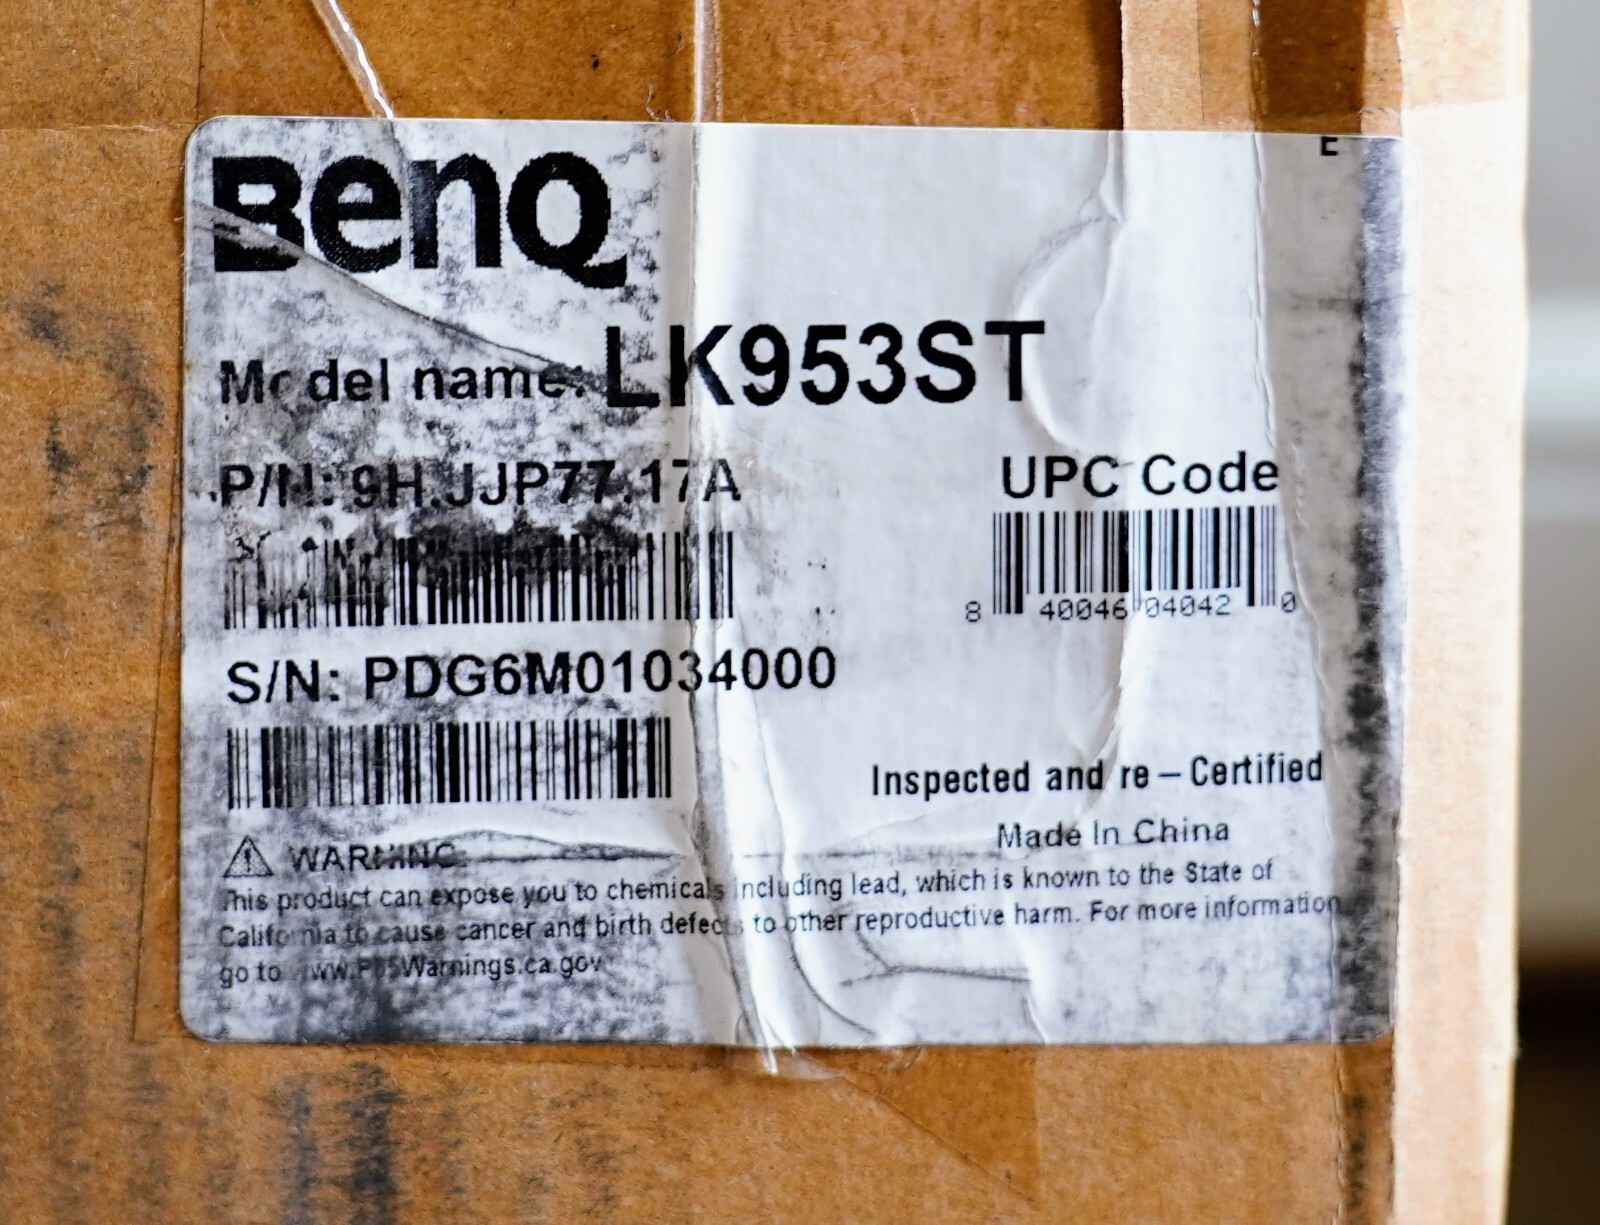 E
BenQ
Model name: LK953ST
P/N: 9H.JJP77.17A
UPC Code
8 40046 04042 0
S/N: PDG6M01034000
Inspected and re-Certified
Made In China
WARNING:
This product can expose you to chemicals including lead, which is known to the State of
California to cause cancer and birth defects to other reproductive harm. For more information
go to www.P65Warnings.ca.gov